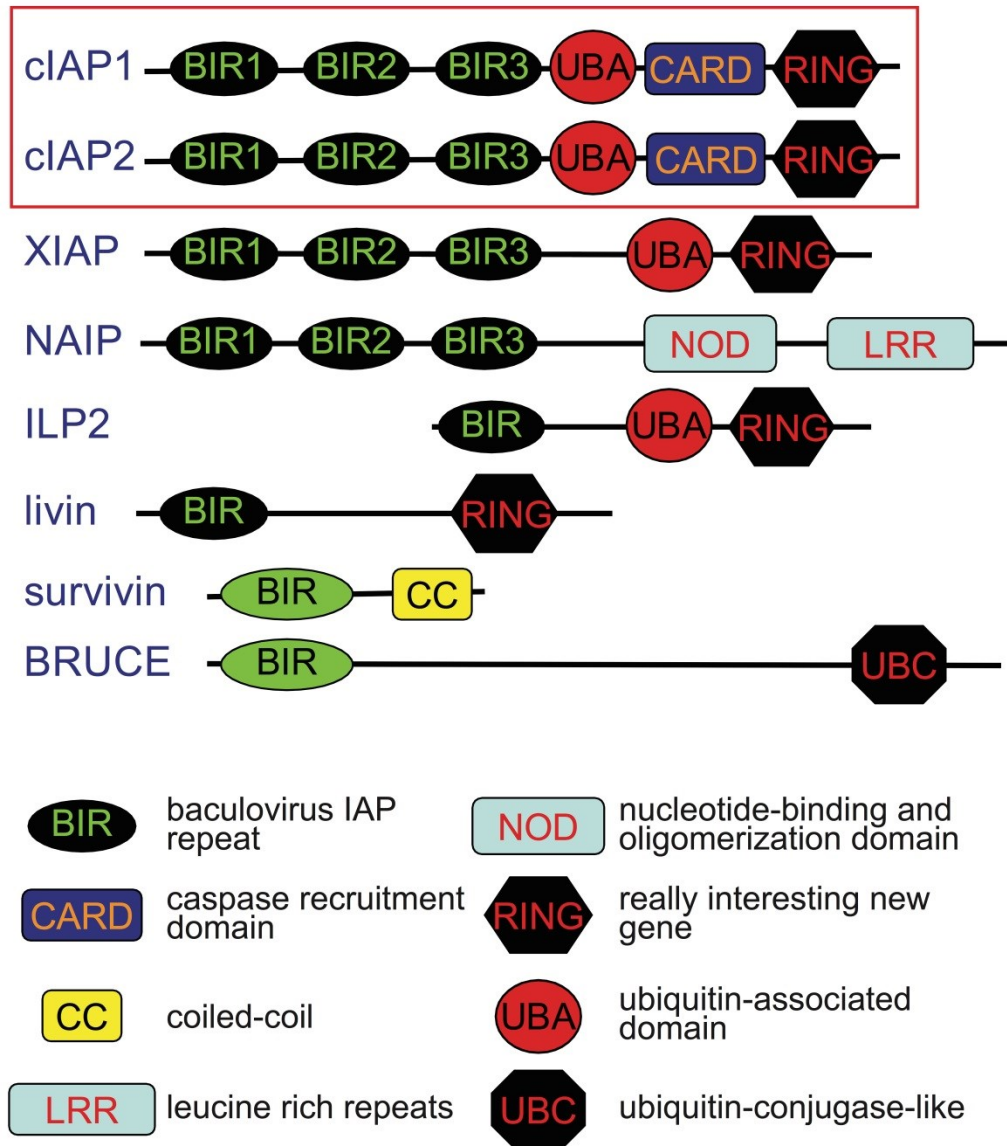 cIAP1 BIR1 BIR2 BIR3 UBA CARD RING
cIAP2 BIR1 BIR2 BIR3 UBA CARD RING
XIAP BIR1 BIR2 BIR3 UBA RING
NAIP BIR1 BIR2 BIR3 NOD LRR
ILP2 BIR UBA RING
livin BIR RING
survivin BIR CC
BRUCE BIR UBC
BIR baculovirus IAP
repeat
NOD nucleotide-binding and
oligomerization domain
CARD caspase recruitment
domain
RING really interesting new
gene
CC coiled-coil
UBA ubiquitin-associated
domain
LRR leucine rich repeats
UBC ubiquitin-conjugase-like